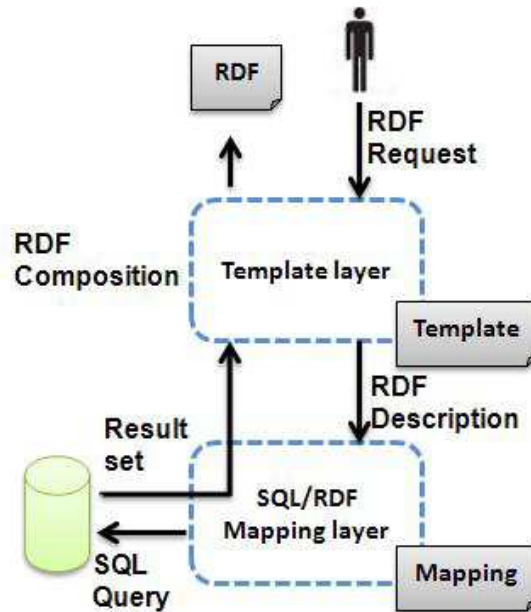 RDF
RDF
Request
RDF
Composition
Template layer
Template
RDF
Description
Result
set
SQL/RDF
Mapping layer
SQL
Query
Mapping